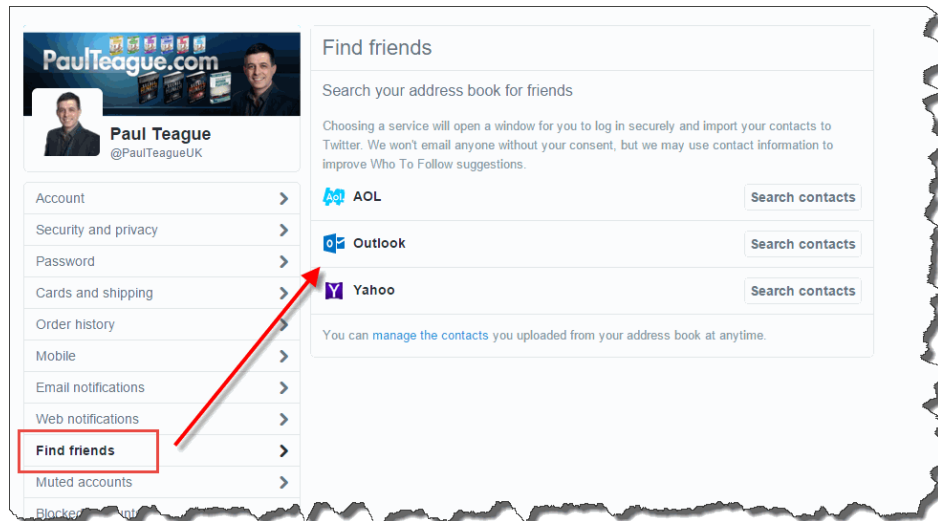 PaulTeague.com
Paul Teague
@PaulTeagueUK
Account
Security and privacy
Password
Cards and shipping
Order history
Mobile
Email notifications
Web notifications
Find friends
Muted accounts
Find friends
Search your address book for friends
Choosing a service will open a window for you to log in securely and import your contacts to
Twitter. We won't email anyone without your consent, but we may use contact information to
improve Who To Follow suggestions.
Aol. AOL Search contacts
Outlook Search contacts
Yahoo Search contacts
You can manage the contacts you uploaded from your address book at anytime.